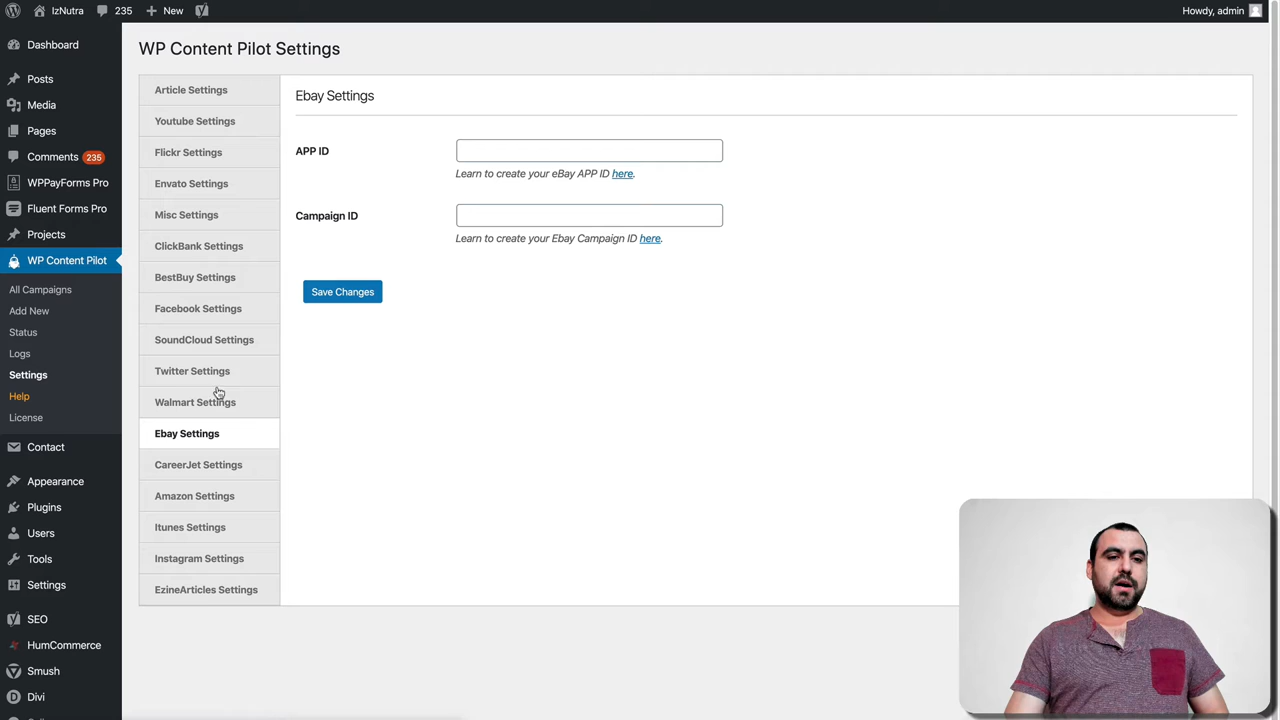 IzNutra
235
New
Howdy, admin
Dashboard
Posts
Media
Pages
Comments 235
WPPayForms Pro
Fluent Forms Pro
Projects
WP Content Pilot
All Campaigns
Add New
Status
Logs
Settings
Help
License
Contact
Appearance
Plugins
Users
Tools
Settings
SEO
HumCommerce
Smush
Divi
WP Content Pilot Settings
Article Settings
Youtube Settings
Flickr Settings
Envato Settings
Misc Settings
ClickBank Settings
BestBuy Settings
Facebook Settings
SoundCloud Settings
Twitter Settings
Walmart Settings
Ebay Settings
CareerJet Settings
Amazon Settings
Itunes Settings
Instagram Settings
EzineArticles Settings
Ebay Settings
APP ID
Learn to create your eBay APP ID here.
Campaign ID
Learn to create your Ebay Campaign ID here.
Save Changes